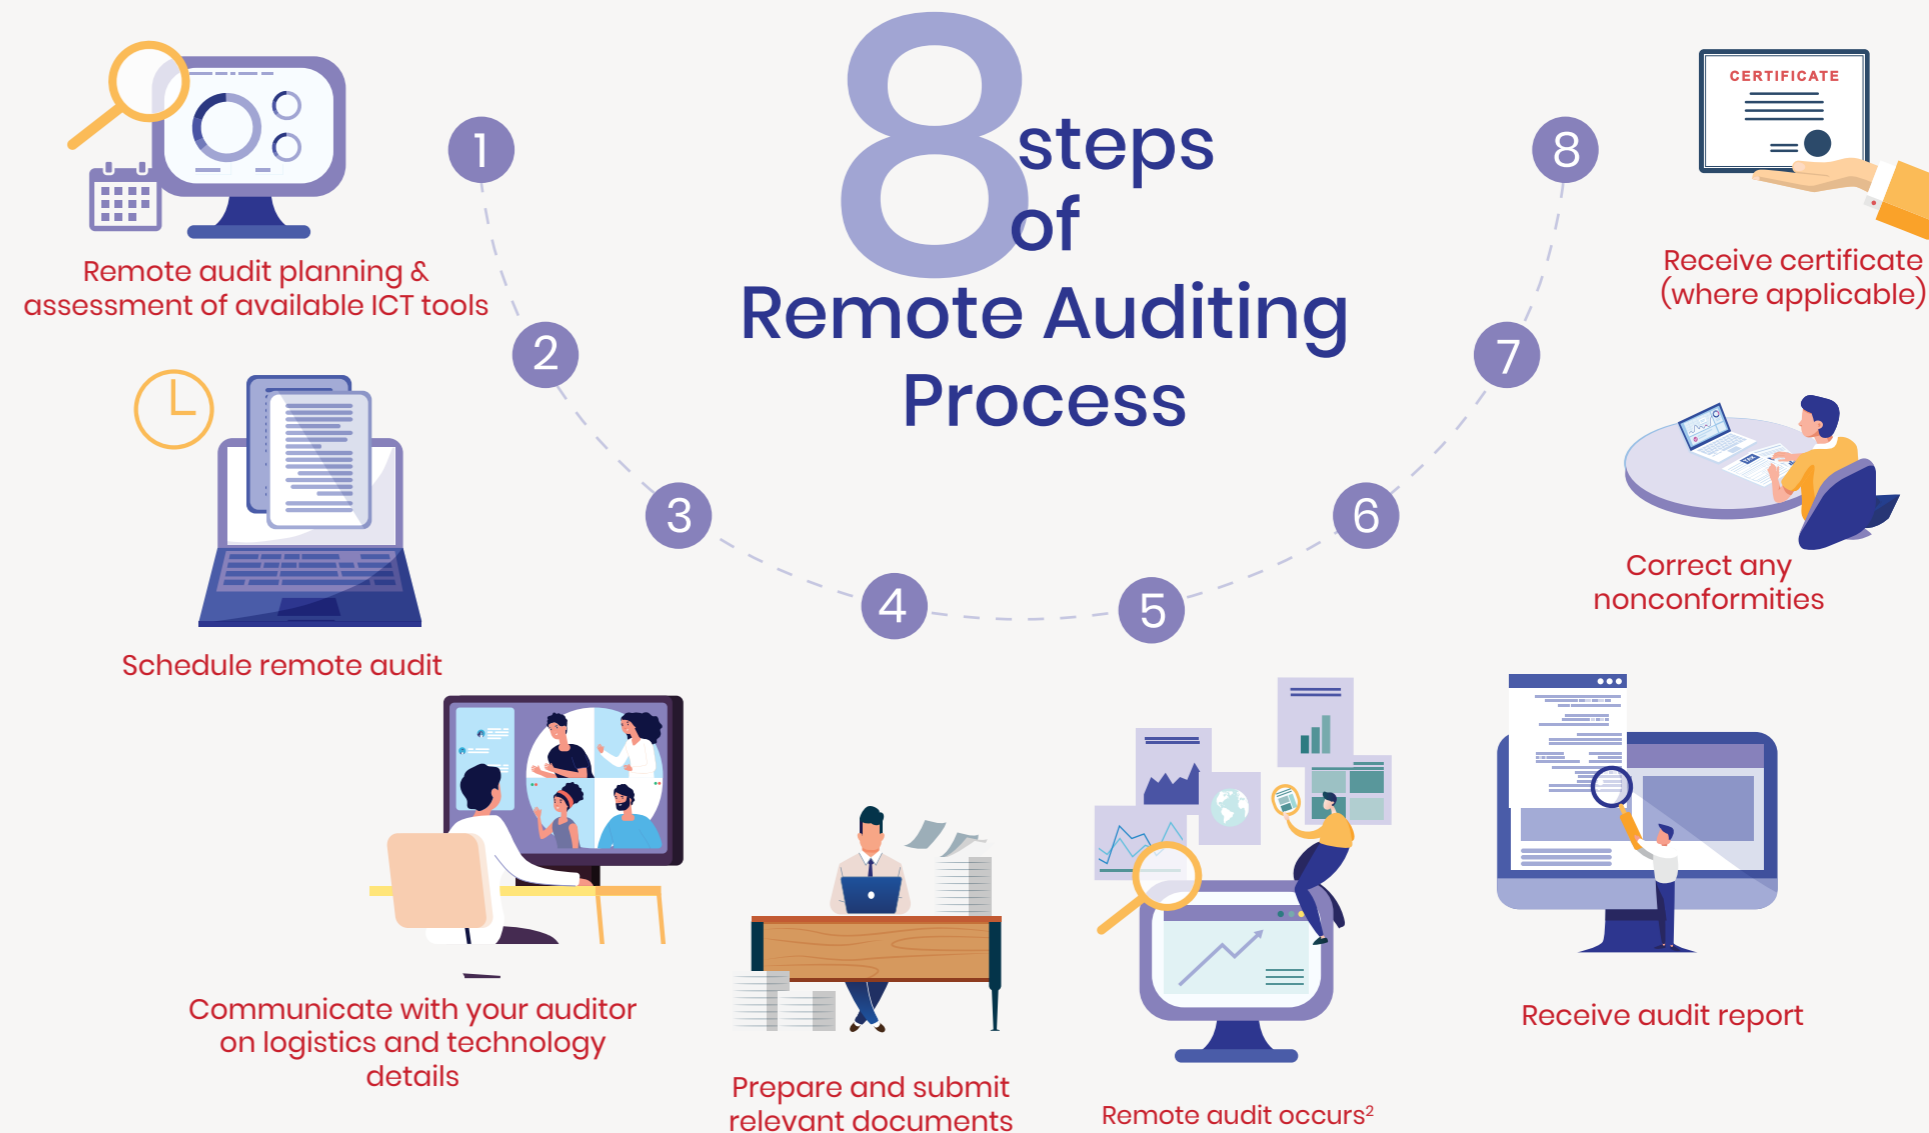 8
steps
of
Remote Auditing
Process
1
Remote audit planning &
assessment of available ICT tools
2
Schedule remote audit
3
Communicate with your auditor
on logistics and technology
details
4
Prepare and submit
relevant documents
5
Remote audit occurs²
6
Receive audit report
7
Correct any
nonconformities
8
CERTIFICATE
Receive certificate
(where applicable)